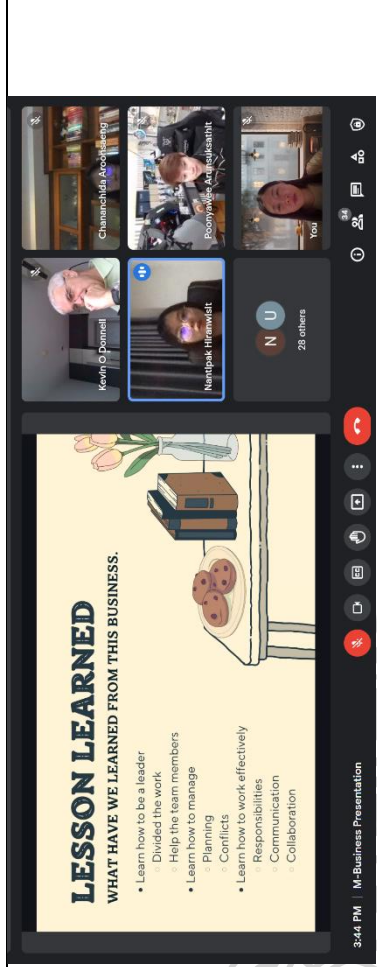 LESSON LEARNED
WHAT HAVE WE LEARNED FROM THIS BUSINESS.
• Learn how to be a leader
○ Divided the work
○ Help the team members
• Learn how to manage
○ Planning
○ Conflicts
• Learn how to work effectively
○ Responsibilities
○ Communication
○ Collaboration
Kevin O Donnell
Chananchida Aroonsaeng
Nantipak Hiranwisit
Poonyawee Arunsuksathit
N U
28 others
You
3:44 PM | M-Business Presentation
CC
34